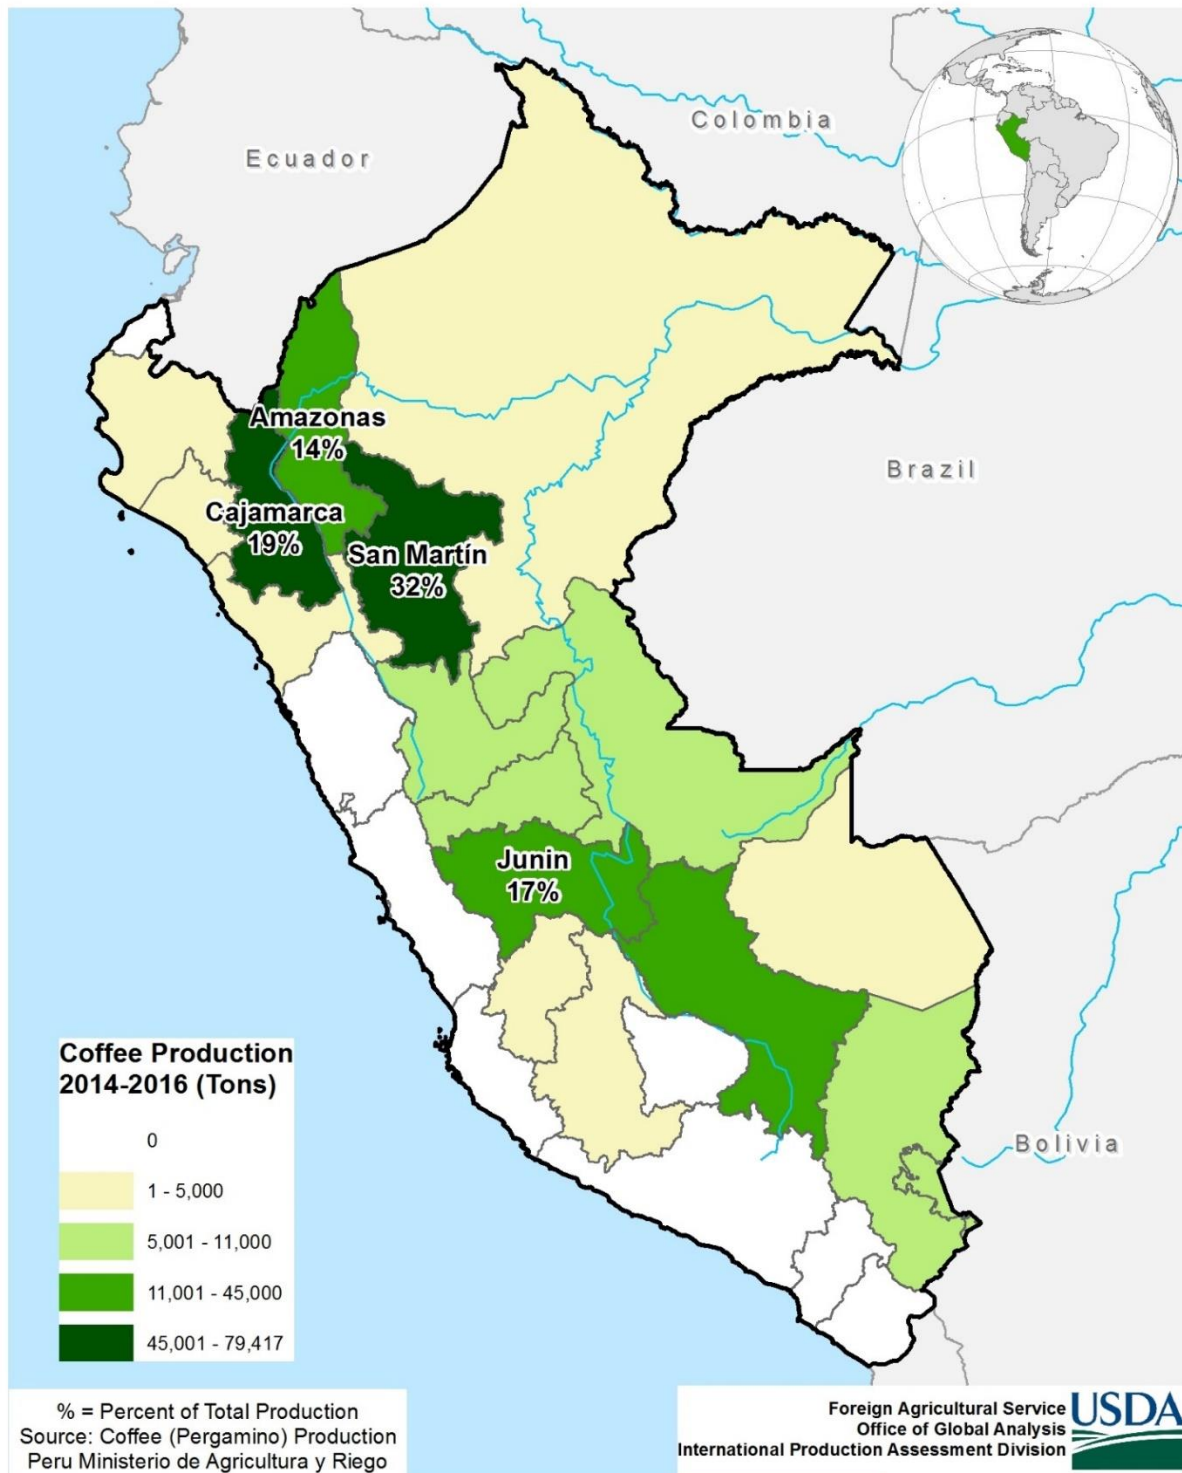 Colombia
Ecuador
Amazonas
14%
Brazil
Cajamarca
19%
San Martín
32%
Junin
17%
Coffee Production
2014-2016 (Tons)
0
1 - 5,000
5,001 - 11,000
11,001 - 45,000
45,001 - 79,417
Bolivia
% = Percent of Total Production
Source: Coffee (Pergamino) Production
Peru Ministerio de Agricultura y Riego
Foreign Agricultural Service
Office of Global Analysis
International Production Assessment Division
USDA